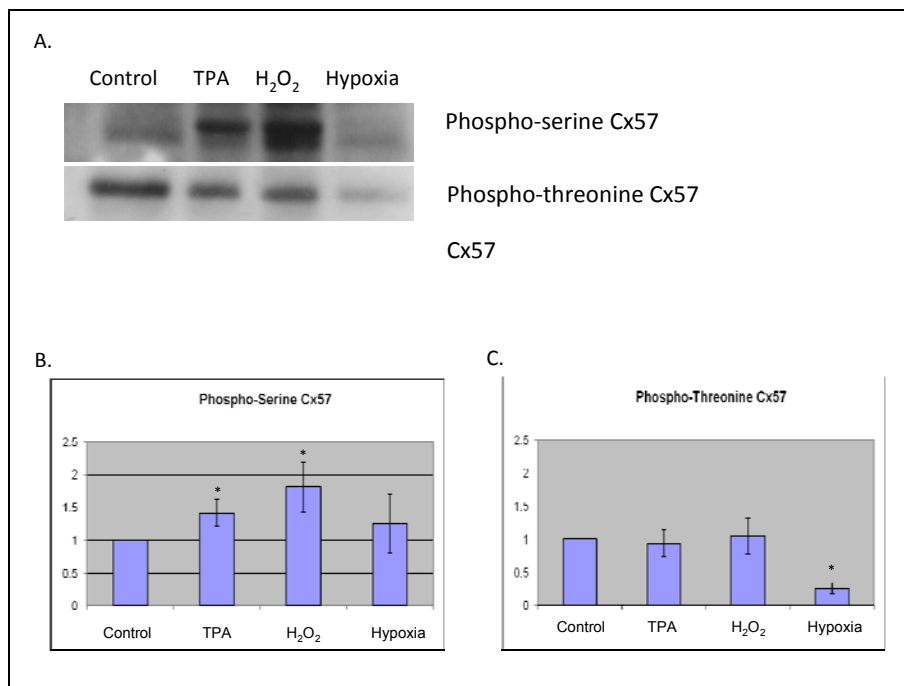 A.
Control TPA H₂O₂ Hypoxia
Phospho-serine Cx57
Phospho-threonine Cx57
Cx57
B.
Phospho-Serine Cx57
2.5
2
1.5
1
0.5
0
* *
Control TPA H₂O₂ Hypoxia
C.
Phospho-Threonine Cx57
2.5
2
1.5
1
0.5
0
*
Control TPA H₂O₂ Hypoxia